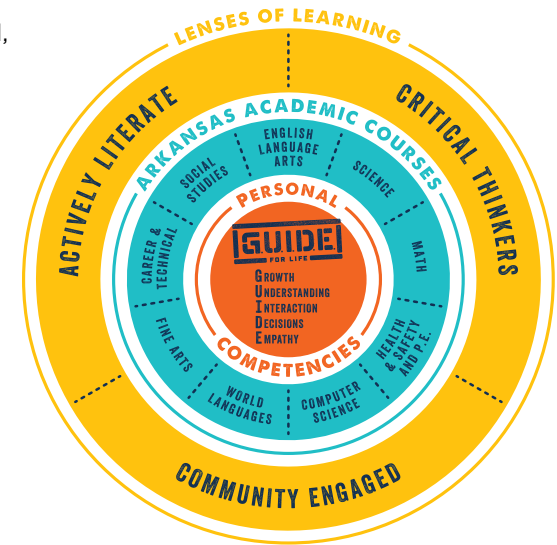 LENSES OF LEARNING
ACTIVELY LITERATE
CRITICAL THINKERS
COMMUNITY ENGAGED
ARKANSAS ACADEMIC COURSES
ENGLISH
LANGUAGE
ARTS
SCIENCE
MATH
HEALTH
& SAFETY
AND P.E.
COMPUTER
SCIENCE
WORLD
LANGUAGES
FINE ARTS
CAREER &
TECHNICAL
SOCIAL
STUDIES
PERSONAL
COMPETENCIES
GUIDE
FOR LIFE
GROWTH
UNDERSTANDING
INTERACTION
DECISIONS
EMPATHY